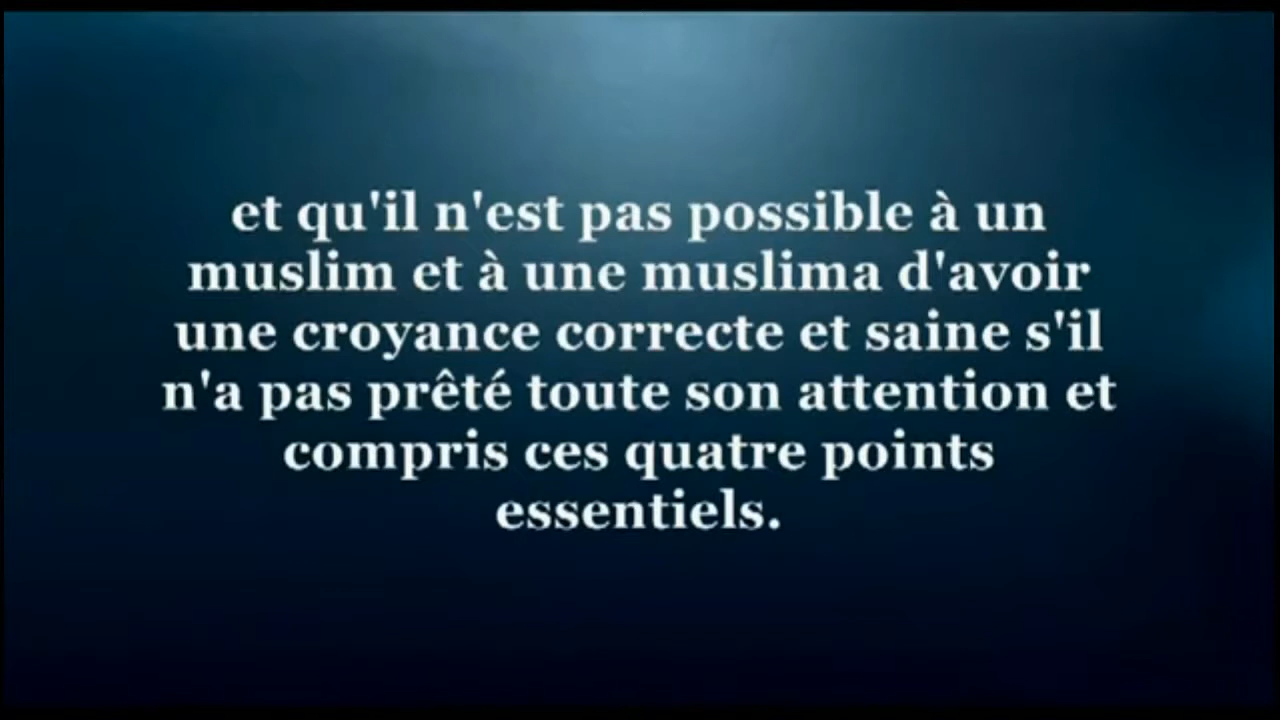 et qu'il n'est pas possible à un
muslim et à une muslima d'avoir
une croyance correcte et saine s'il
n'a pas prêté toute son attention et
compris ces quatre points
essentiels.